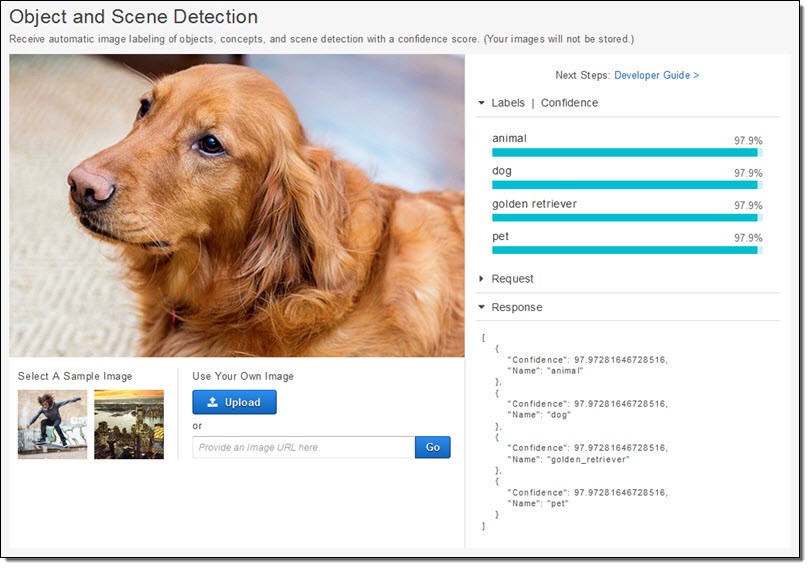 Object and Scene Detection
Receive automatic image labeling of objects, concepts, and scene detection with a confidence score. (Your images will not be stored.)
Select A Sample Image
Use Your Own Image
Upload
or
Provide an Image URL here
Go
Next Steps: Developer Guide >
Labels | Confidence
animal 97.9%
dog 97.9%
golden retriever 97.9%
pet 97.9%
Request
Response
[
{
"Confidence": 97.97281646728516,
"Name": "animal"
},
{
"Confidence": 97.97281646728516,
"Name": "dog"
},
{
"Confidence": 97.97281646728516,
"Name": "golden_retriever"
},
{
"Confidence": 97.97281646728516,
"Name": "pet"
}
]